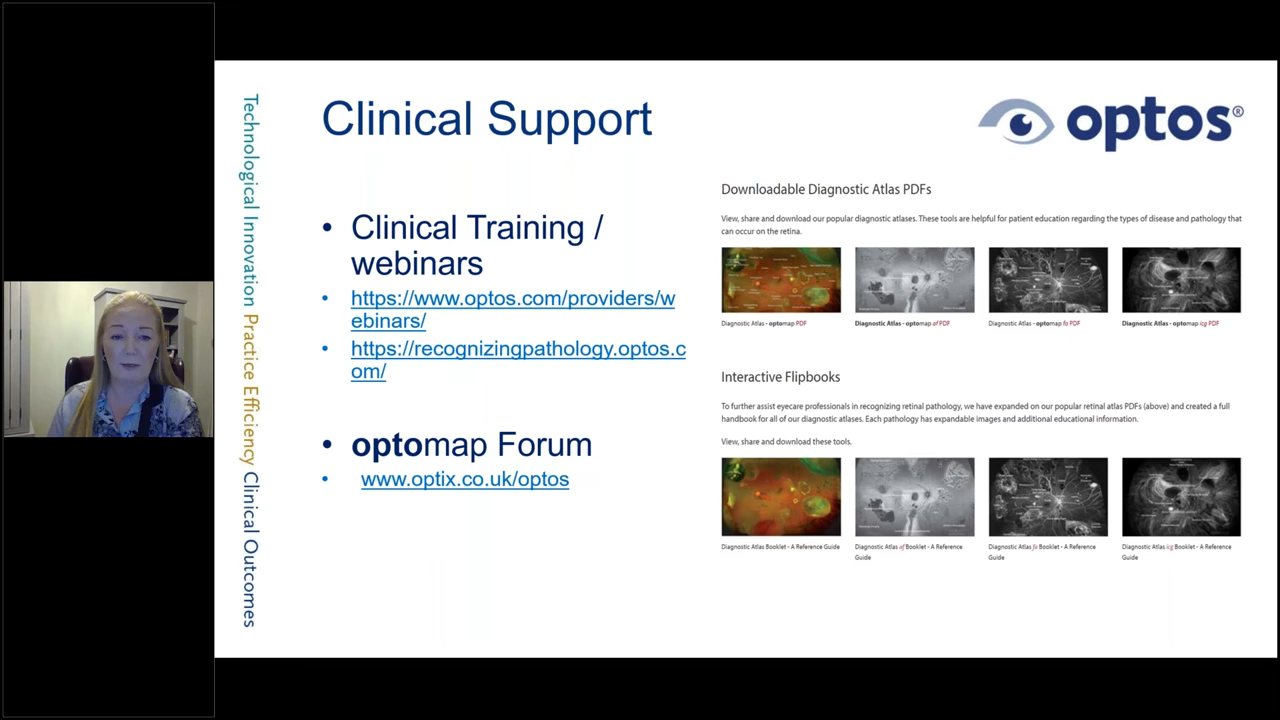 Technological Innovation Practice Efficiency Clinical Outcomes
Clinical Support
optos®
• Clinical Training /
webinars
• https://www.optos.com/providers/w
ebinars/
• https://recognizingpathology.optos.c
om/
• optomap Forum
• www.optix.co.uk/optos
Downloadable Diagnostic Atlas PDFs
View, share and download our popular diagnostic atlases. These tools are helpful for patient education regarding the types of disease and pathology that
can occur on the retina.
Diagnostic Atlas - optomap PDF
Diagnostic Atlas - optomap af PDF
Diagnostic Atlas - optomap fa PDF
Diagnostic Atlas - optomap icg PDF
Interactive Flipbooks
To further assist eyecare professionals in recognizing retinal pathology, we have expanded on our popular retinal atlas PDFs (above) and created a full
handbook for all of our diagnostic atlases. Each pathology has expandable images and additional educational information.
View, share and download these tools.
Diagnostic Atlas Booklet - A Reference Guide
Diagnostic Atlas af Booklet - A Reference
Guide
Diagnostic Atlas fa Booklet - A Reference
Guide
Diagnostic Atlas icg Booklet - A Reference
Guide